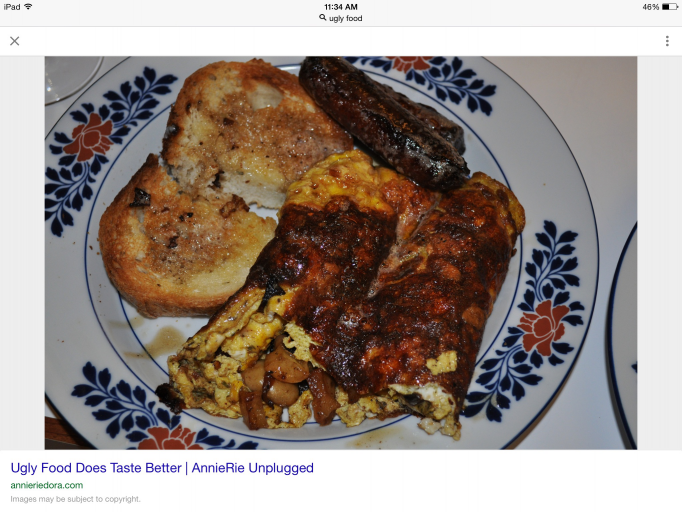 iPad 11:34 AM 46%
ugly food
Ugly Food Does Taste Better | AnnieRie Unplugged
annieriedora.com
Images may be subject to copyright.